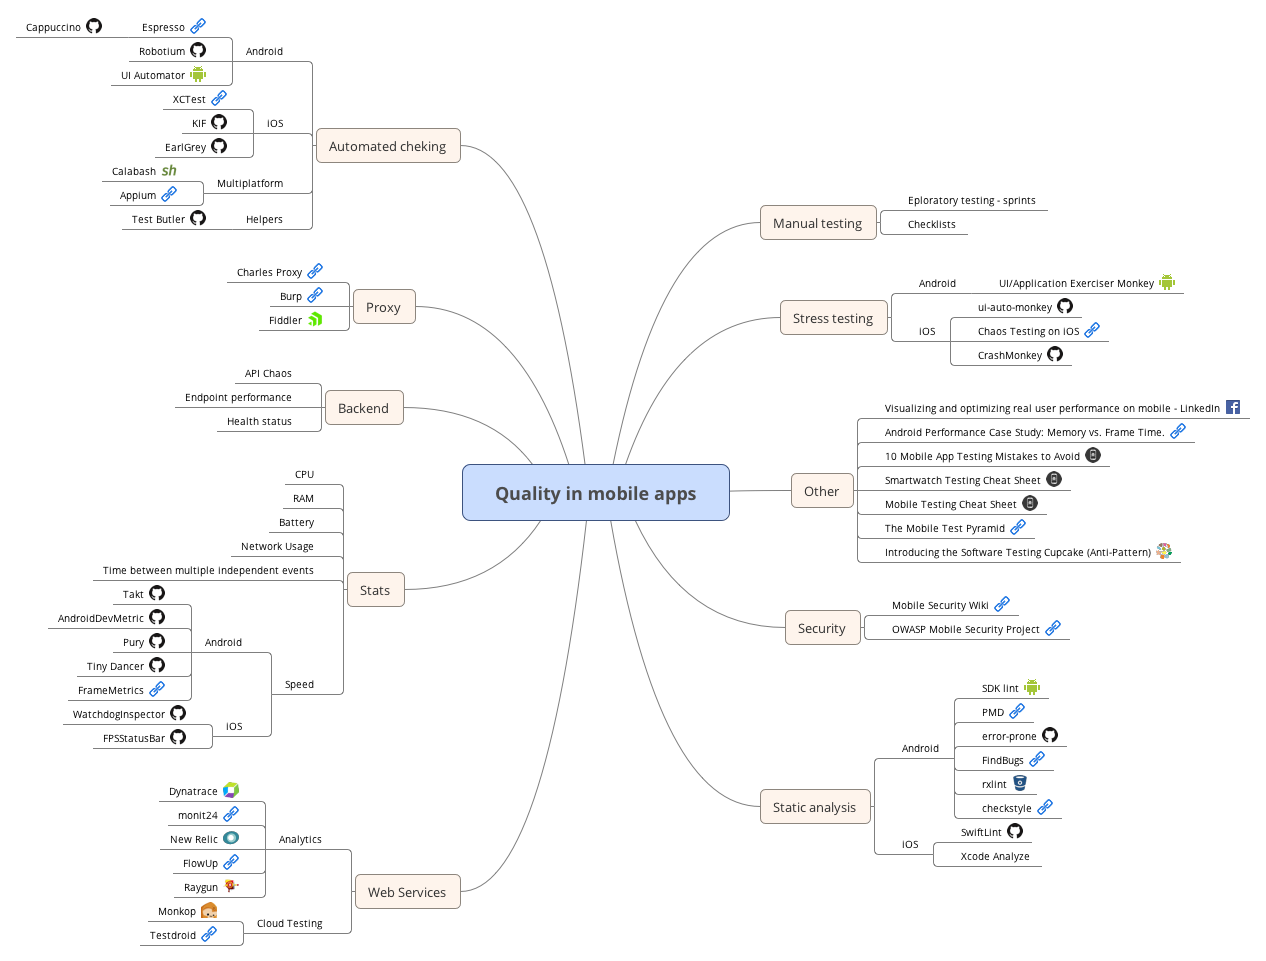 Quality in mobile apps
Automated cheking
Android
Espresso
Cappuccino
Robotium
UI Automator
iOS
XCTest
KIF
EarlGrey
Multiplatform
Calabash
sh
Appium
Helpers
Test Butler
Proxy
Charles Proxy
Burp
Fiddler
Backend
API Chaos
Endpoint performance
Health status
Stats
CPU
RAM
Battery
Network Usage
Time between multiple independent events
Speed
Android
Takt
AndroidDevMetric
Pury
Tiny Dancer
FrameMetrics
iOS
WatchdogInspector
FPSStatusBar
Web Services
Analytics
Dynatrace
monit24
New Relic
FlowUp
Raygun
Cloud Testing
Monkop
Testdroid
Manual testing
Eploratory testing - sprints
Checklists
Stress testing
Android
UI/Application Exerciser Monkey
iOS
ui-auto-monkey
Chaos Testing on iOS
CrashMonkey
Other
Visualizing and optimizing real user performance on mobile - LinkedIn
Android Performance Case Study: Memory vs. Frame Time.
10 Mobile App Testing Mistakes to Avoid
Smartwatch Testing Cheat Sheet
Mobile Testing Cheat Sheet
The Mobile Test Pyramid
Introducing the Software Testing Cupcake (Anti-Pattern)
Security
Mobile Security Wiki
OWASP Mobile Security Project
Static analysis
Android
SDK lint
PMD
error-prone
FindBugs
rxlint
checkstyle
iOS
SwiftLint
Xcode Analyze